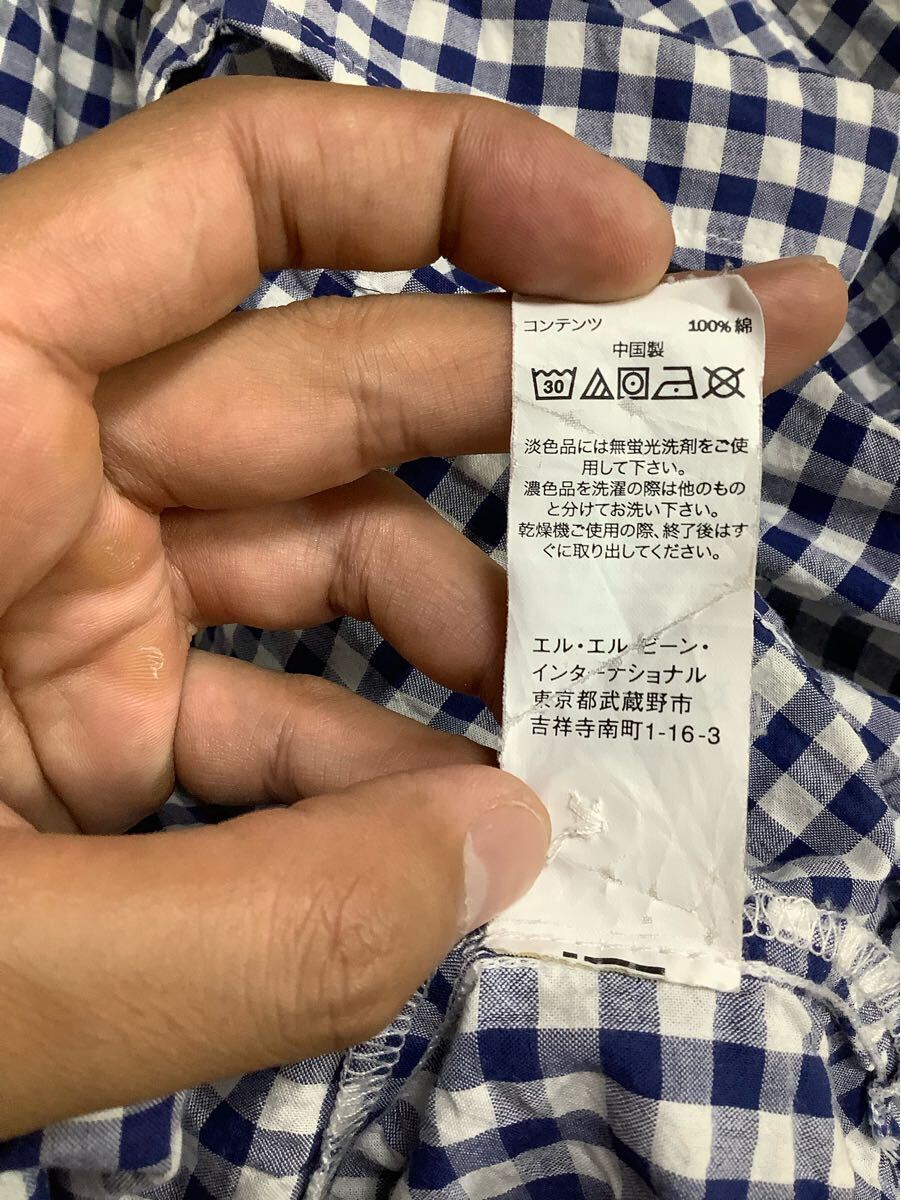 コンテンツ 100% 綿
中国製
30
淡色品には無蛍光洗剤をご使
用して下さい。
濃色品を洗濯の際は他のもの
と分けてお洗い下さい。
乾燥機ご使用の際、終了後はす
ぐに取り出してください。
エル・エル ビーン・
インターナショナル
東京都武蔵野市
吉祥寺南町1-16-3